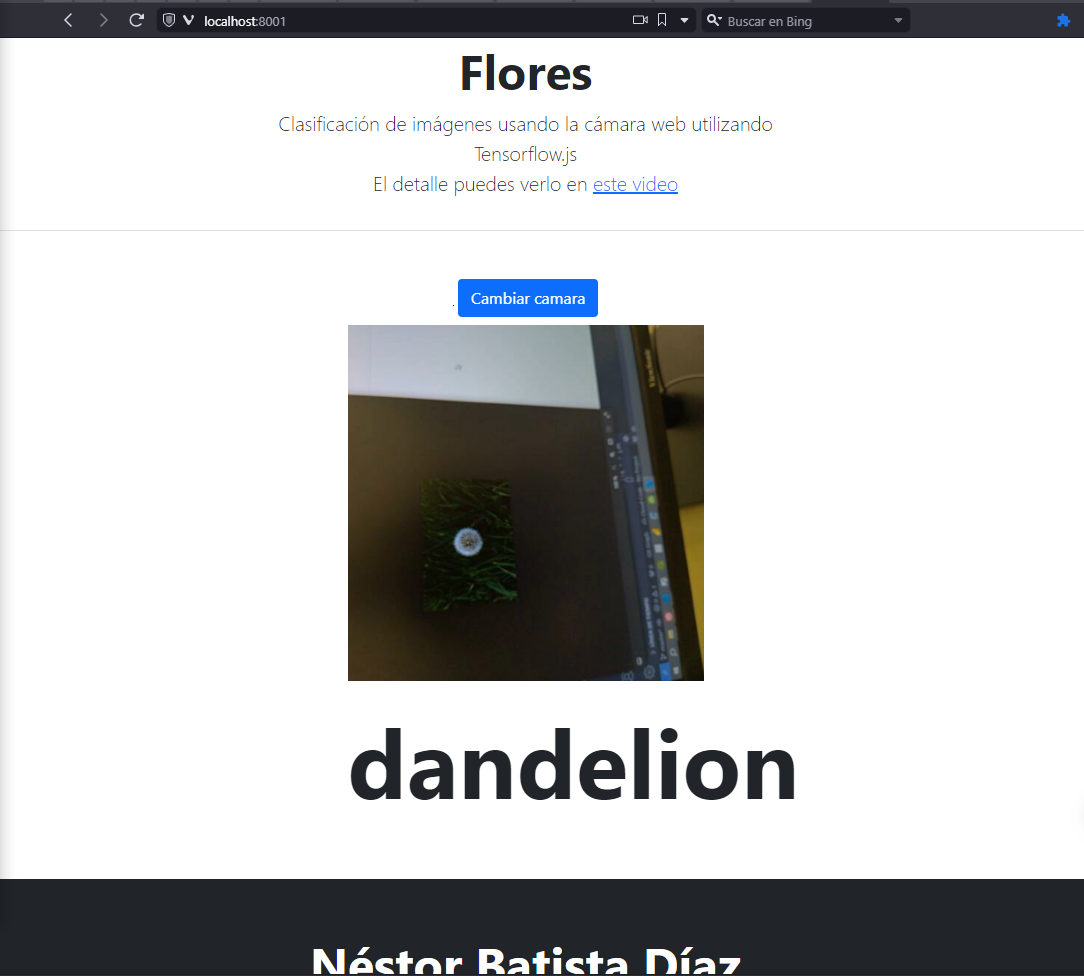 localhost:8001
Buscar en Bing
Flores
Clasificación de imágenes usando la cámara web utilizando
Tensorflow.js
El detalle puedes verlo en este video
. Cambiar camara
ViewSonic
dandelion
Néstor Batista Díaz